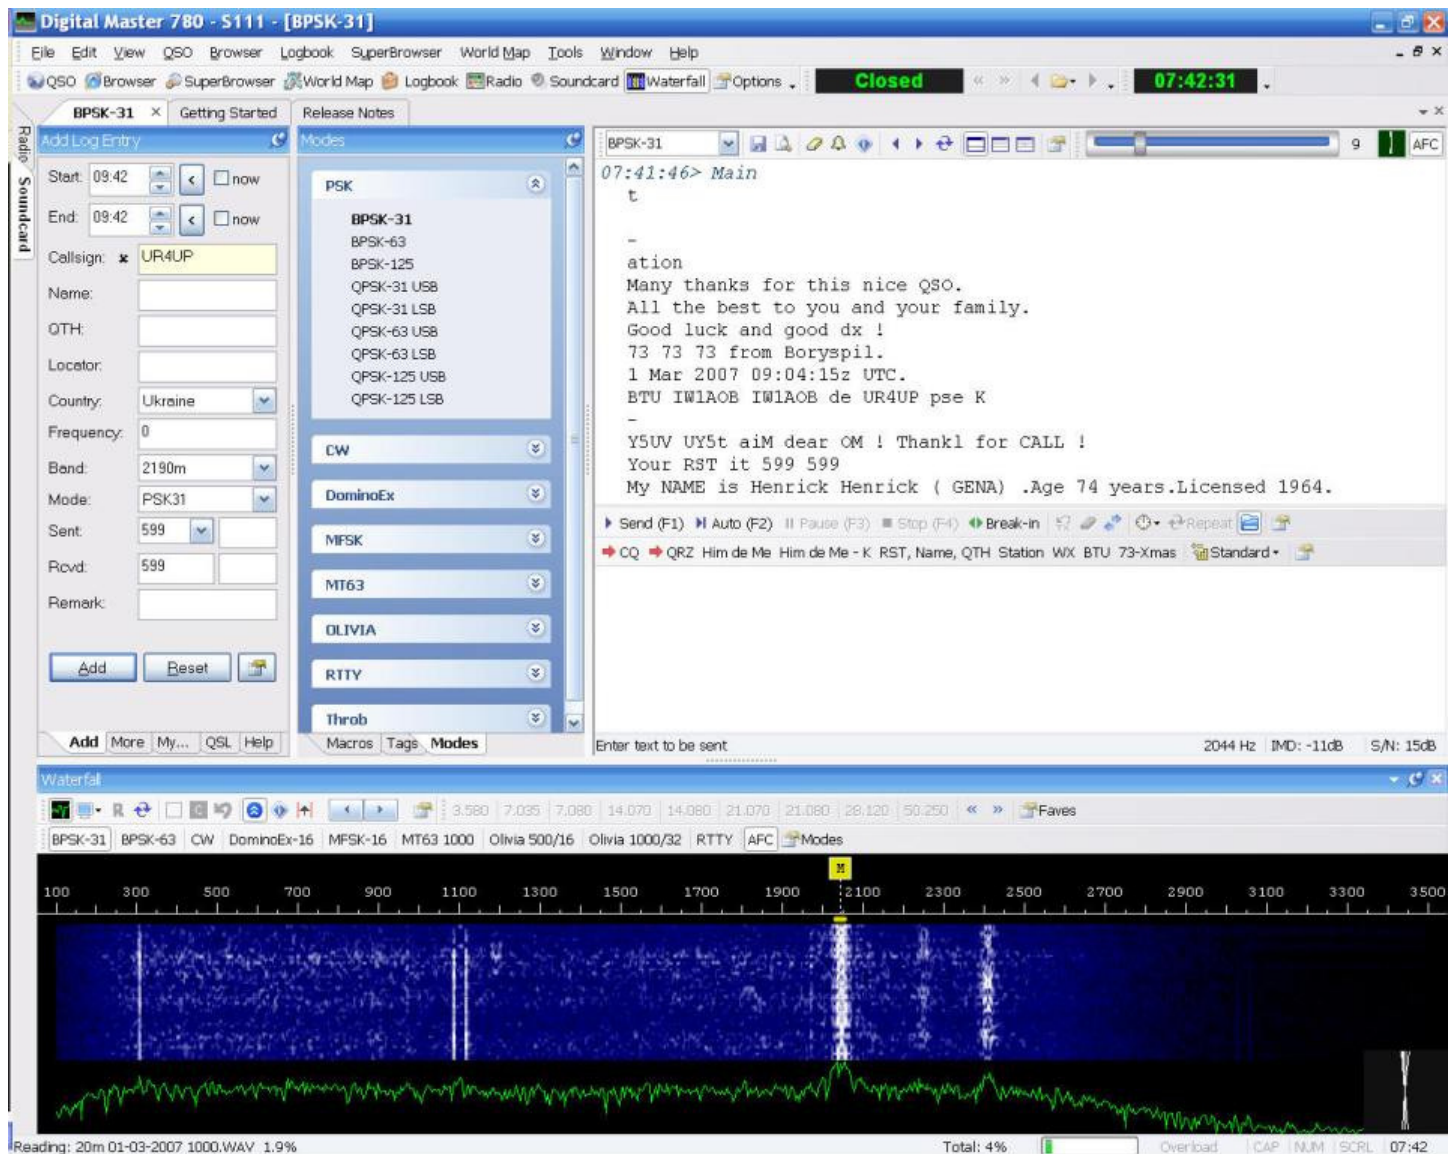 Digital Master 780 - S111 - [BPSK-31]
File Edit View QSO Browser Logbook SuperBrowser World Map Tools Window Help
QSO Browser SuperBrowser World Map Logbook Radio Soundcard Waterfall Options Closed 07:42:31
BPSK-31 Getting Started Release Notes
Radio Soundcard
Add Log Entry
Start: 09:42 < now
End: 09:42 < now
Callsign: x UR4UP
Name:
QTH:
Locator:
Country: Ukraine
Frequency: 0
Band: 2190m
Mode: PSK31
Sent: 599
Rcvd: 599
Remark:
Add Reset
Add More My... QSL Help
Modes
PSK
BPSK-31
BPSK-63
BPSK-125
QPSK-31 USB
QPSK-31 LSB
QPSK-63 USB
QPSK-63 LSB
QPSK-125 USB
QPSK-125 LSB
CW
DominoEx
MFSK
MT63
OLIVIA
RTTY
Throb
Macros Tags Modes
BPSK-31 9 AFC
07:41:46> Main
t
-
ation
Many thanks for this nice QSO.
All the best to you and your family.
Good luck and good dx !
73 73 73 from Boryspil.
1 Mar 2007 09:04:15z UTC.
BTU IW1AOB IW1AOB de UR4UP pse K
-
Y5UV UY5t aiM dear OM ! Thankl for CALL !
Your RST it 599 599
My NAME is Henrick Henrick ( GENA) .Age 74 years.Licensed 1964.
Send (F1) Auto (F2) Pause (F3) Stop (F4) Break-in Repeat
CQ QRZ Him de Me Him de Me - K RST, Name, QTH Station WX BTU 73-Xmas Standard
Enter text to be sent 2044 Hz IMD: -11dB S/N: 15dB
Waterfall
R C 3.580 7.035 7.080 14.070 14.080 21.070 21.080 28.120 50.250 « » Faves
BPSK-31 BPSK-63 CW DominoEx-16 MFSK-16 MT63 1000 Olivia 500/16 Olivia 1000/32 RTTY AFC Modes
M
100 300 500 700 900 1100 1300 1500 1700 1900 2100 2300 2500 2700 2900 3100 3300 3500
Reading: 20m 01-03-2007 1000.WAV 1.9% Total: 4% Overload CAP NUM SCRL 07:42